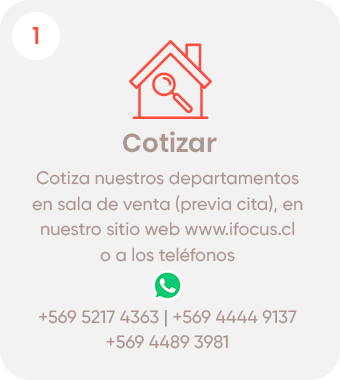 1
Cotizar
Cotiza nuestros departamentos
en sala de venta (previa cita), en
nuestro sitio web www.ifocus.cl
o a los teléfonos
+569 5217 4363 | +569 4444 9137
+569 4489 3981